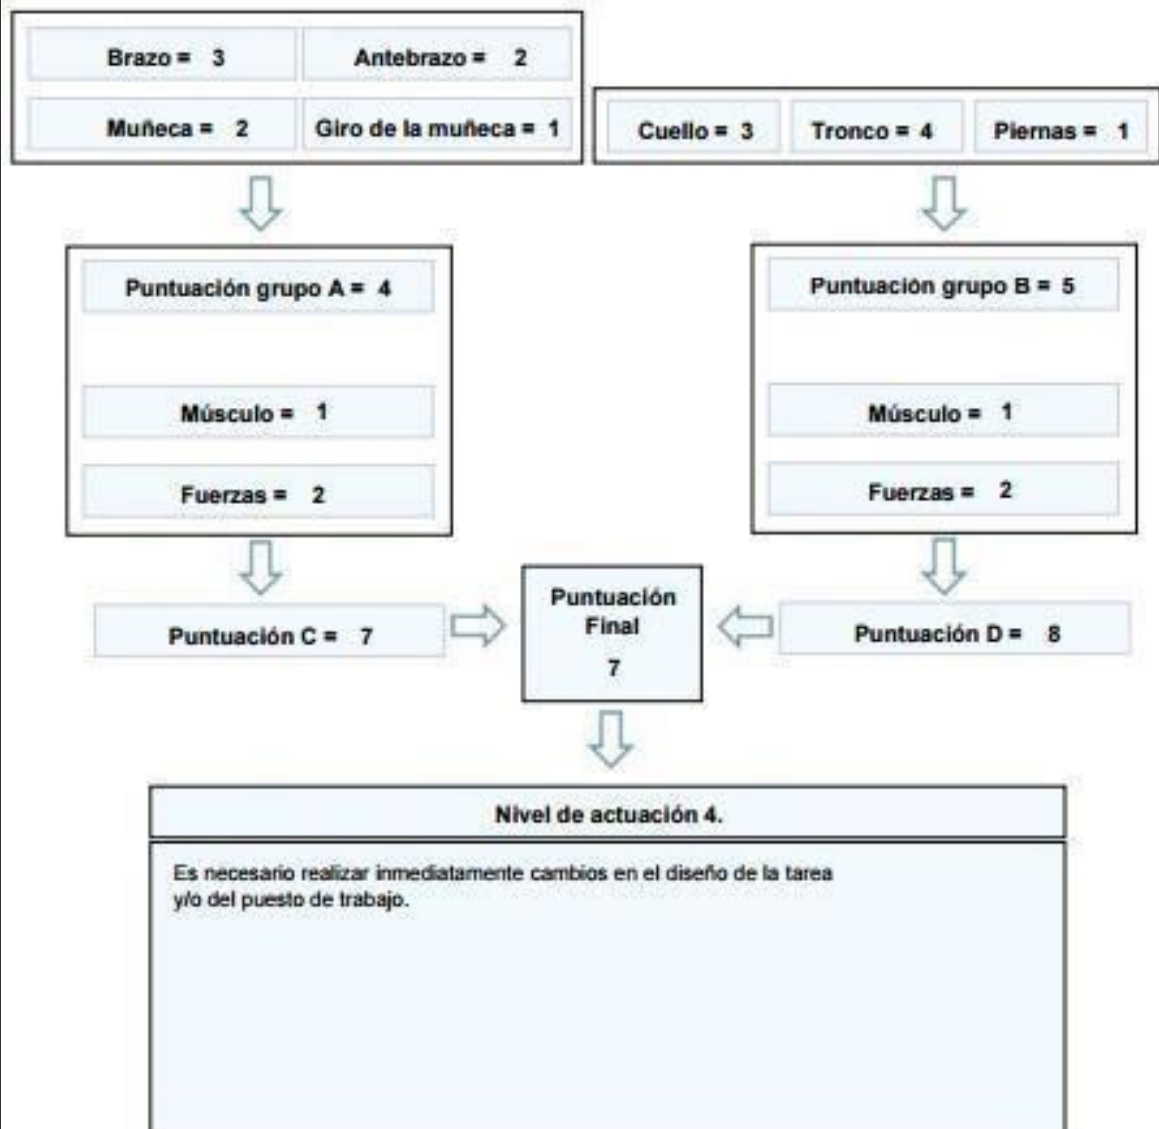 Brazo = 3
Antebrazo = 2
Muñeca = 2
Giro de la muñeca = 1
Cuello = 3
Tronco = 4
Piernas = 1
Puntuación grupo A = 4
Músculo = 1
Fuerzas = 2
Puntuación C = 7
Puntuación grupo B = 5
Músculo = 1
Fuerzas = 2
Puntuación D = 8
Puntuación
Final
7
Nivel de actuación 4.
Es necesario realizar inmediatamente cambios en el diseño de la tarea
y/o del puesto de trabajo.